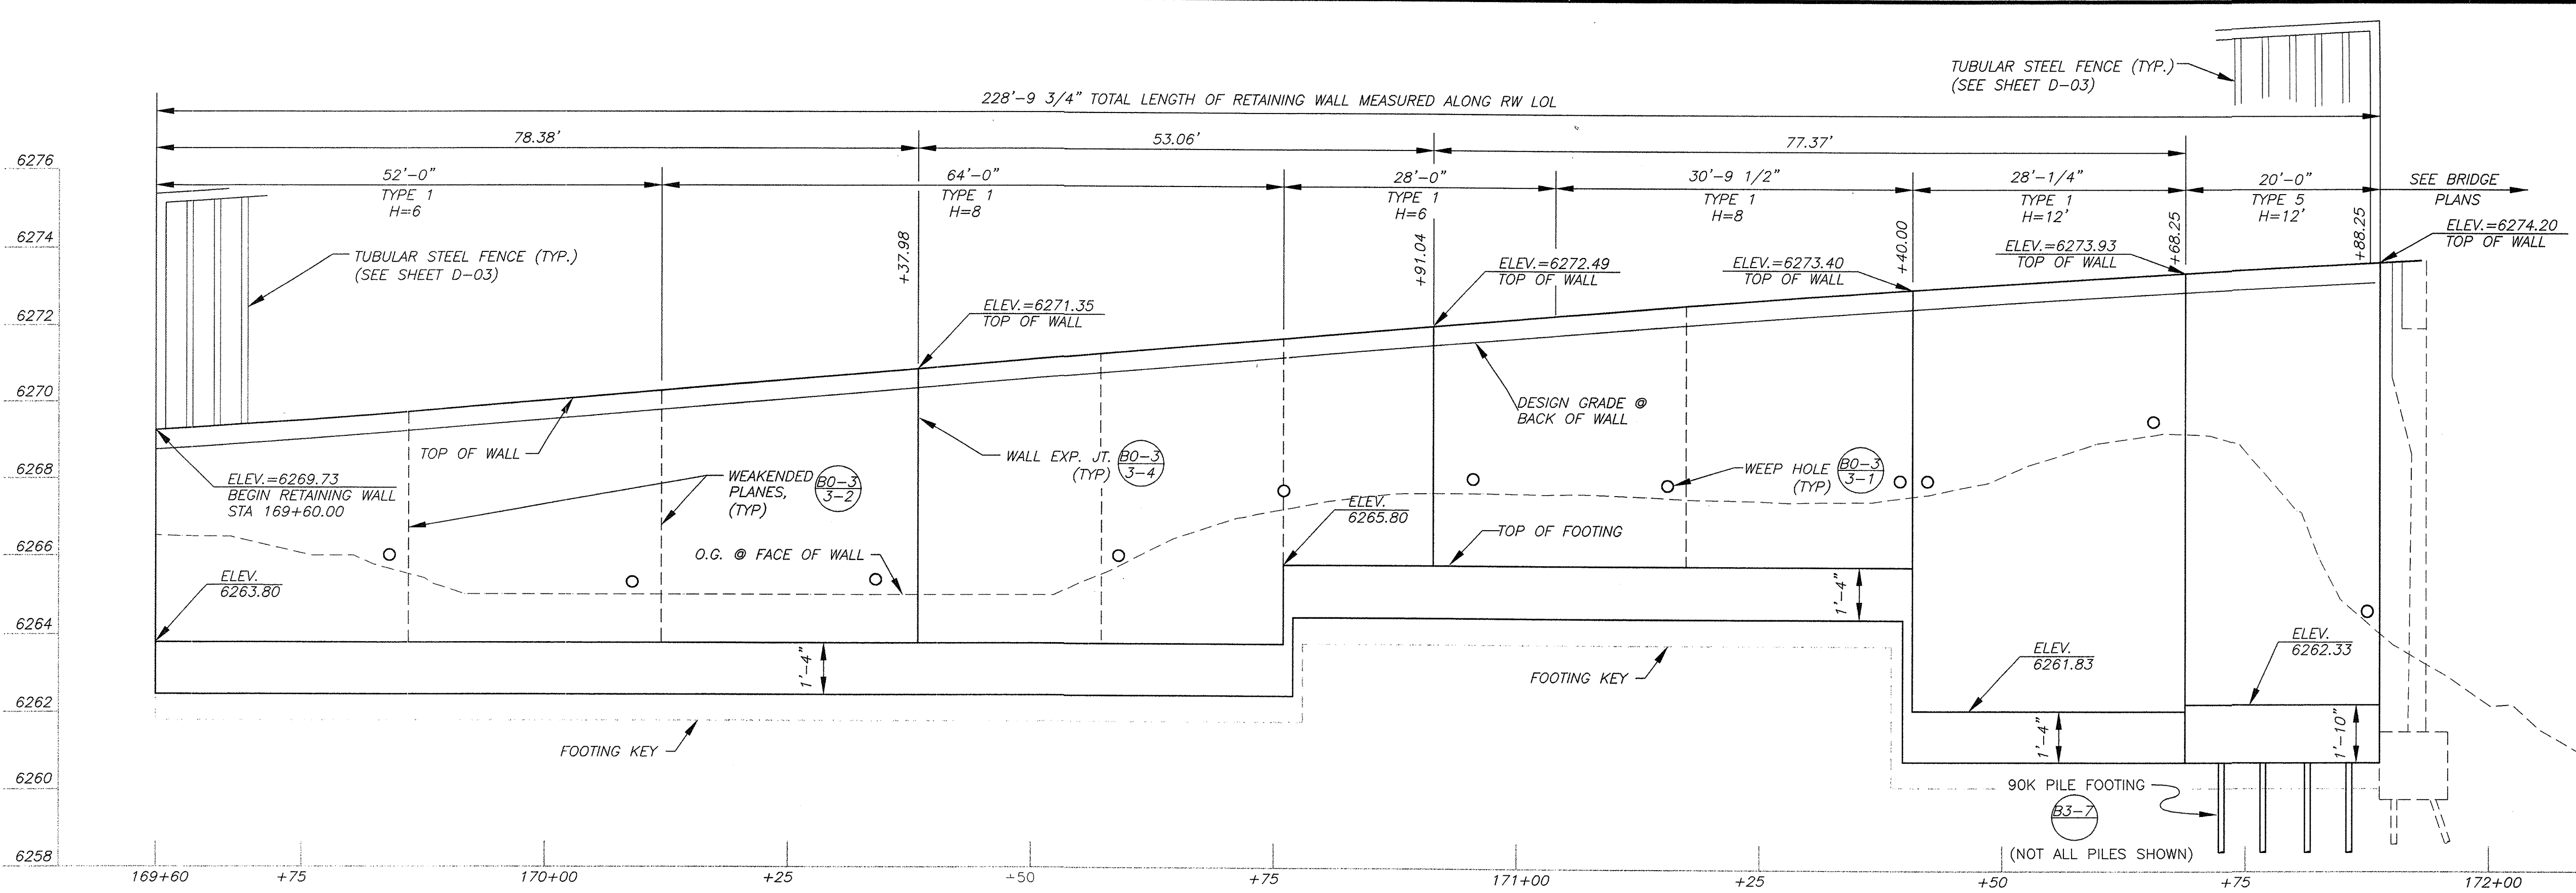 TUBULAR STEEL FENCE (TYP.)
(SEE SHEET D-03)
228'-9 3/4" TOTAL LENGTH OF RETAINING WALL MEASURED ALONG RW LOL
78.38'
53.06'
77.37'
52'-0"
TYPE 1
H=6
64'-0"
TYPE 1
H=8
28'-0"
TYPE 1
H=6
30'-9 1/2"
TYPE 1
H=8
28'-1/4"
TYPE 1
H=12'
20'-0"
TYPE 5
H=12'
SEE BRIDGE
PLANS
+37.98
+91.04
+40.00
+68.25
+88.25
6276
6274
6272
6270
6268
6266
6264
6262
6260
6258
TUBULAR STEEL FENCE (TYP.)
(SEE SHEET D-03)
ELEV.=6271.35
TOP OF WALL
ELEV.=6272.49
TOP OF WALL
ELEV.=6273.40
TOP OF WALL
ELEV.=6273.93
TOP OF WALL
ELEV.=6274.20
TOP OF WALL
TOP OF WALL
ELEV.=6269.73
BEGIN RETAINING WALL
STA 169+60.00
WEAKENDED
PLANES,
(TYP)
B0-3
3-2
WALL EXP. JT.
(TYP)
B0-3
3-4
DESIGN GRADE @
BACK OF WALL
WEEP HOLE
(TYP)
B0-3
3-1
ELEV.
6265.80
TOP OF FOOTING
O.G. @ FACE OF WALL
ELEV.
6263.80
1'-4"
1'-4"
ELEV.
6261.83
ELEV.
6262.33
1'-4"
1'-10"
FOOTING KEY
FOOTING KEY
90K PILE FOOTING
B3-7
(NOT ALL PILES SHOWN)
169+60
+75
170+00
+25
+50
+75
171+00
+25
+50
+75
172+00